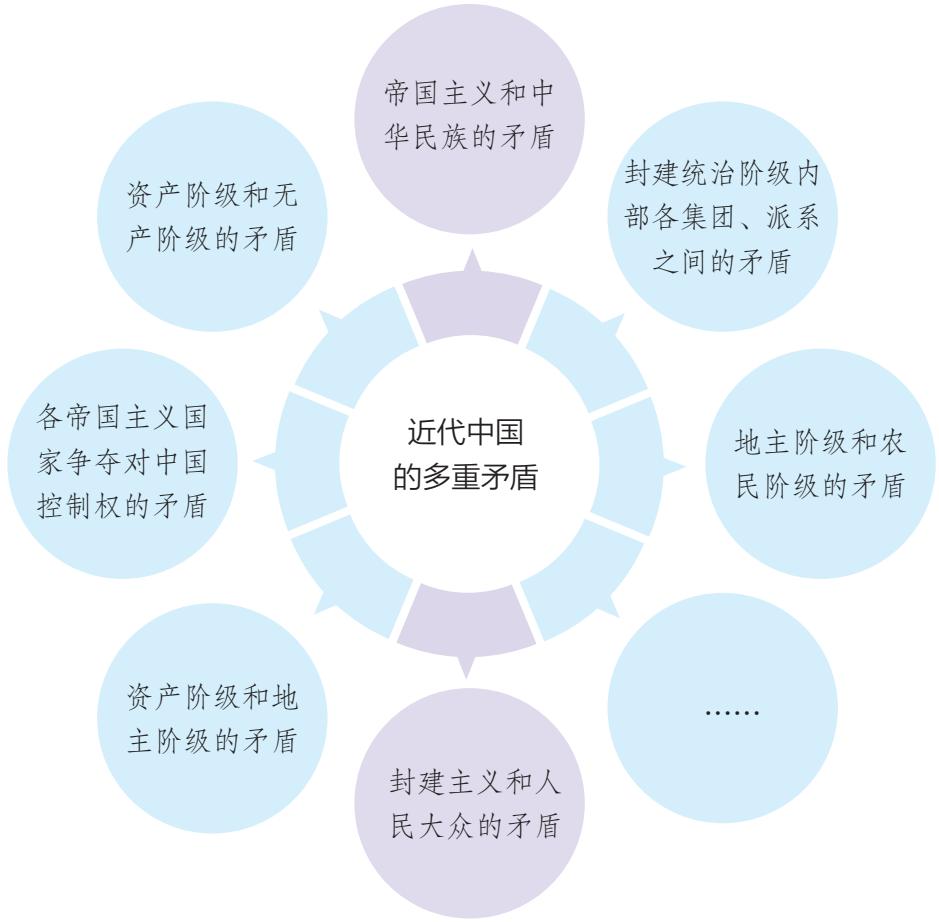 近代中国
的多重矛盾
帝国主义和中
华民族的矛盾
封建统治阶级内
部各集团、派系
之间的矛盾
地主阶级和农
民阶级的矛盾
……
封建主义和人
民大众的矛盾
资产阶级和地
主阶级的矛盾
各帝国主义国
家争夺对中国
控制权的矛盾
资产阶级和无
产阶级的矛盾